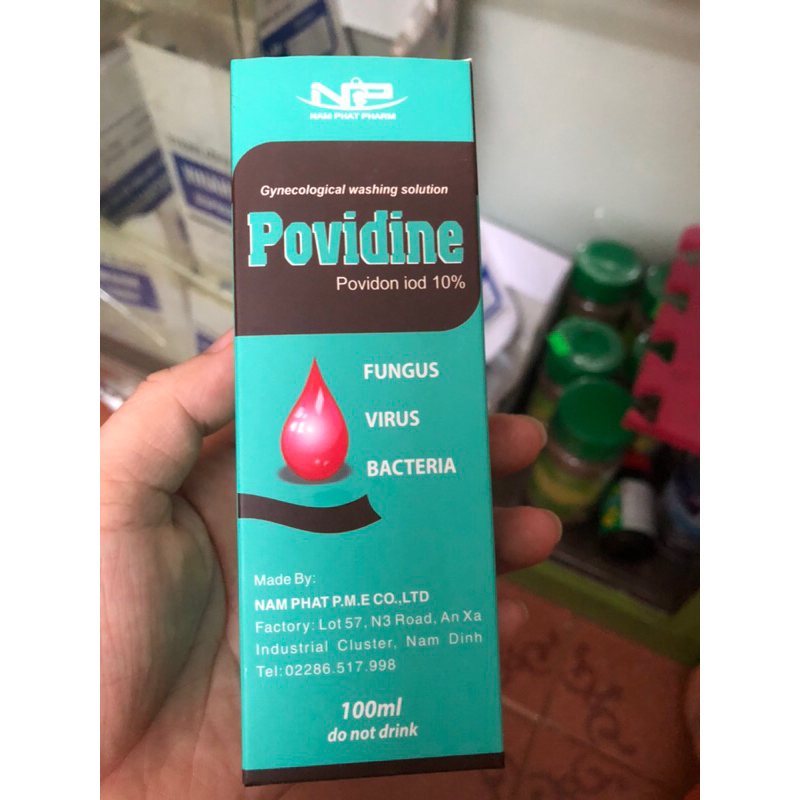 NP
NAM PHAT PHARM
Gynecological washing solution
Povidine
Povidon iod 10%
FUNGUS
VIRUS
BACTERIA
Made By:
NAM PHAT P.M.E CO.,LTD
Factory: Lot 57, N3 Road, An Xa
Industrial Cluster, Nam Dinh
Tel: 02286.517.998
100ml
do not drink